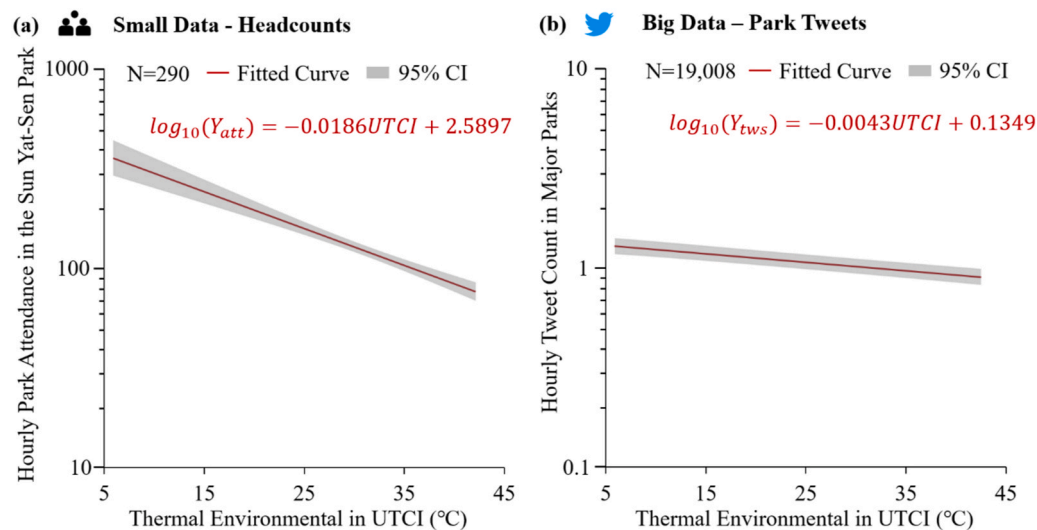 (a) Small Data - Headcounts
N=290 Fitted Curve 95% CI
log₁₀(Yₐₜₜ) = −0.0186UTCI + 2.5897
Hourly Park Attendance in the Sun Yat-Sen Park
1000
100
10
5 15 25 35 45
Thermal Environmental in UTCI (℃)
(b) Big Data – Park Tweets
N=19,008 Fitted Curve 95% CI
log₁₀(Y_tws) = −0.0043UTCI + 0.1349
Hourly Tweet Count in Major Parks
10
1
0.1
5 15 25 35 45
Thermal Environmental in UTCI (℃)